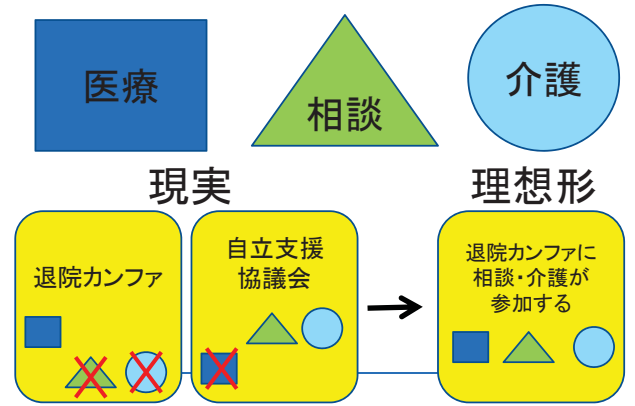 医療
相談
介護
現実
理想形
退院カンファ
自立支援
協議会
退院カンファに
相談・介護が
参加する